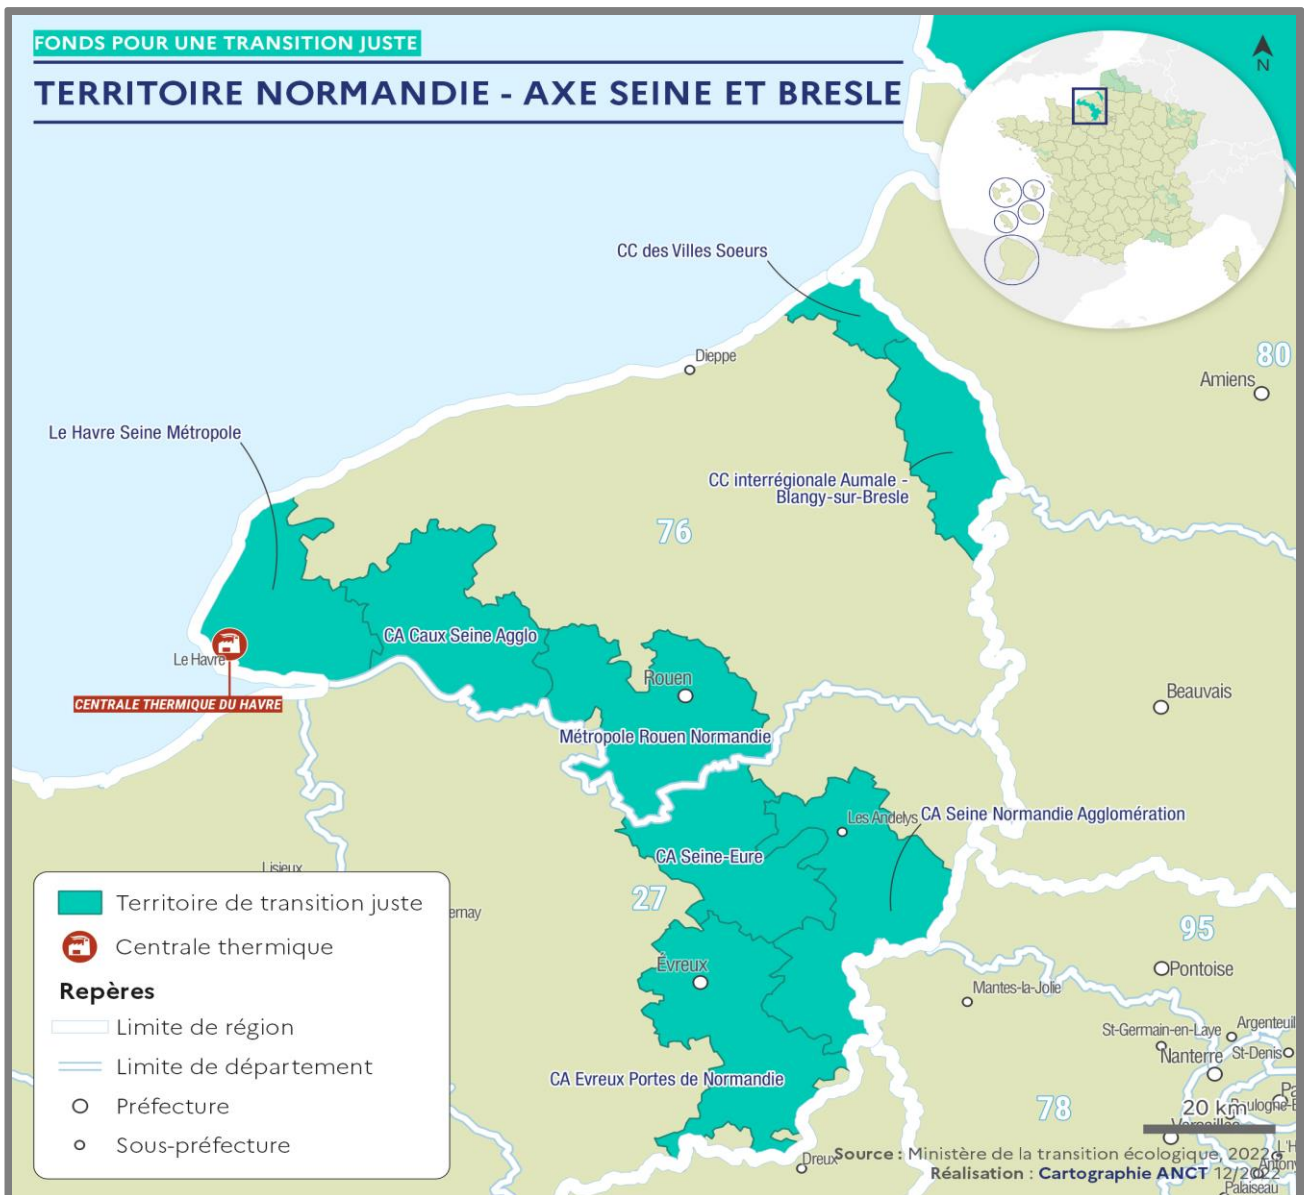 FONDS POUR UNE TRANSITION JUSTE
TERRITOIRE NORMANDIE - AXE SEINE ET BRESLE
N
CC des Villes Soeurs
Dieppe
80
Amiens
Le Havre Seine Métropole
CC interrégionale Aumale -
Blangy-sur-Bresle
76
CA Caux Seine Agglo
Le Havre
CENTRALE THERMIQUE DU HAVRE
Rouen
Beauvais
Métropole Rouen Normandie
Les Andelys
CA Seine Normandie Agglomération
CA Seine-Eure
Lisieux
27
ernay
95
Évreux
Pontoise
Mantes-la-Jolie
St-Germain-en-Laye
Argenteuil
Nanterre
St-Denis
CA Evreux Portes de Normandie
78
20 km
Versailles
Dreux
Palaiseau
Antony
Territoire de transition juste
Centrale thermique
Repères
Limite de région
Limite de département
Préfecture
Sous-préfecture
Source : Ministère de la transition écologique, 2022
Réalisation : Cartographie ANCT 12/2022